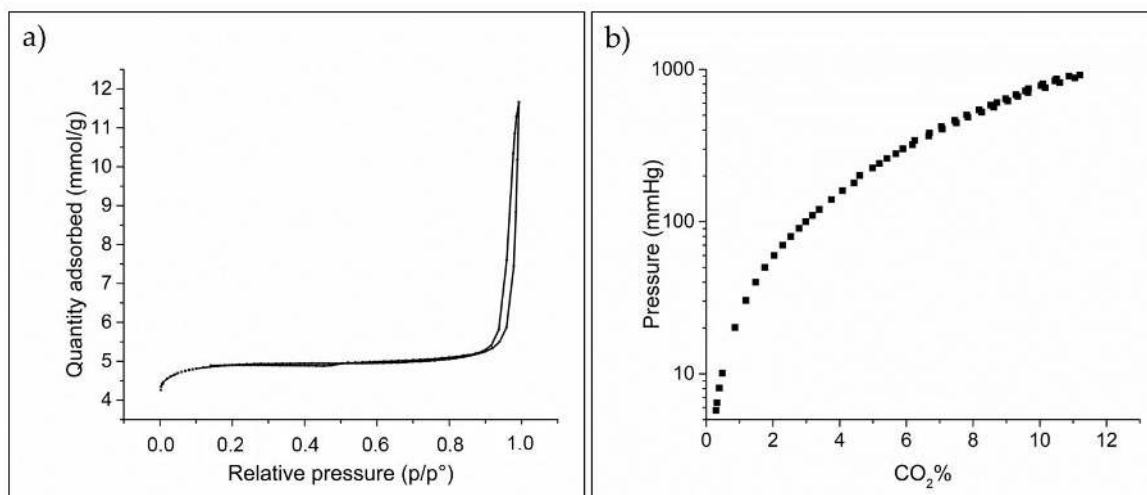 a)
12
11
10
9
8
7
6
5
4
Quantity adsorbed (mmol/g)
0.0 0.2 0.4 0.6 0.8 1.0
Relative pressure (p/p°)
b)
1000
100
10
Pressure (mmHg)
0 2 4 6 8 10 12
CO₂%